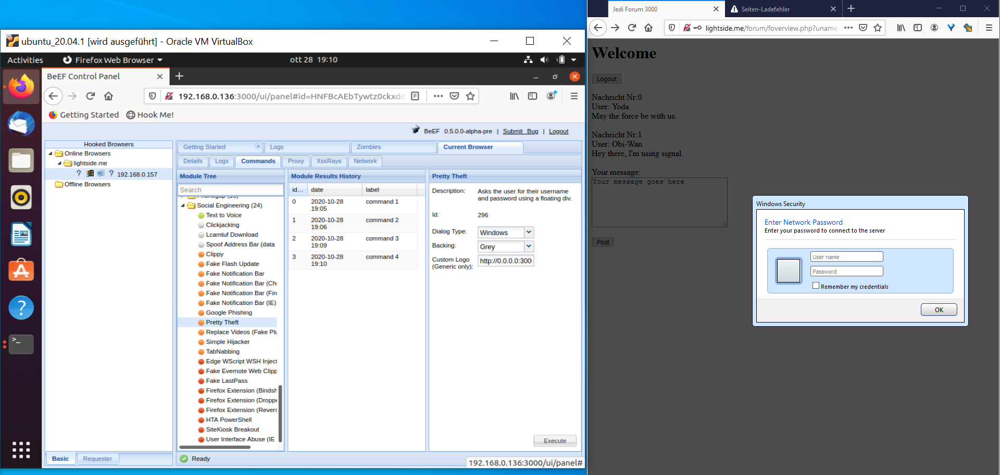 ubuntu_20.04.1 [wird ausgeführt] - Oracle VM VirtualBox
Activities
Firefox Web Browser
ott 28 19:10
BeEF Control Panel
192.168.0.136:3000/ui/panel#id=HNFBcAEbTywtz0ckxdd
Getting Started
Hook Me!
BeEF 0.5.0.0-alpha-pre | Submit Bug | Logout
Hooked Browsers
Online Browsers
lightside.me
? ? 192.168.0.157
Offline Browsers
Basic
Requester
Getting Started
Logs
Zombies
Current Browser
Details
Logs
Commands
Proxy
XssRays
Network
Module Tree
Search
Social Engineering (24)
Text to Voice
Clickjacking
Lcamtuf Download
Spoof Address Bar (data
Clippy
Fake Flash Update
Fake Notification Bar
Fake Notification Bar (Chr
Fake Notification Bar (Fire
Fake Notification Bar (IE)
Google Phishing
Pretty Theft
Replace Videos (Fake Plu
Simple Hijacker
TabNabbing
Edge WScript WSH Inject
Fake Evernote Web Clipp
Fake LastPass
Firefox Extension (Bindsh
Firefox Extension (Droppe
Firefox Extension (Revers
HTA PowerShell
SiteKiosk Breakout
User Interface Abuse (IE
Module Results History
id... date label
0 2020-10-28 19:05 command 1
1 2020-10-28 19:06 command 2
2 2020-10-28 19:09 command 3
3 2020-10-28 19:10 command 4
Pretty Theft
Description: Asks the user for their username
and password using a floating div.
Id: 296
Dialog Type: Windows
Backing: Grey
Custom Logo
(Generic only): http://0.0.0.0:300
Execute
Ready
192.168.0.136:3000/ui/panel#
Jedi Forum 3000
Seiten-Ladefehler
lightside.me/forum/foverview.php?uname
Welcome
Logout
Nachricht Nr:0
User: Yoda
May the force be with us.
Nachricht Nr:1
User: Obi-Wan
Hey there, I'm using signal.
Your message:
Your message goes here
Post
Windows Security
Enter Network Password
Enter your password to connect to the server
User name
Password
Remember my credentials
OK